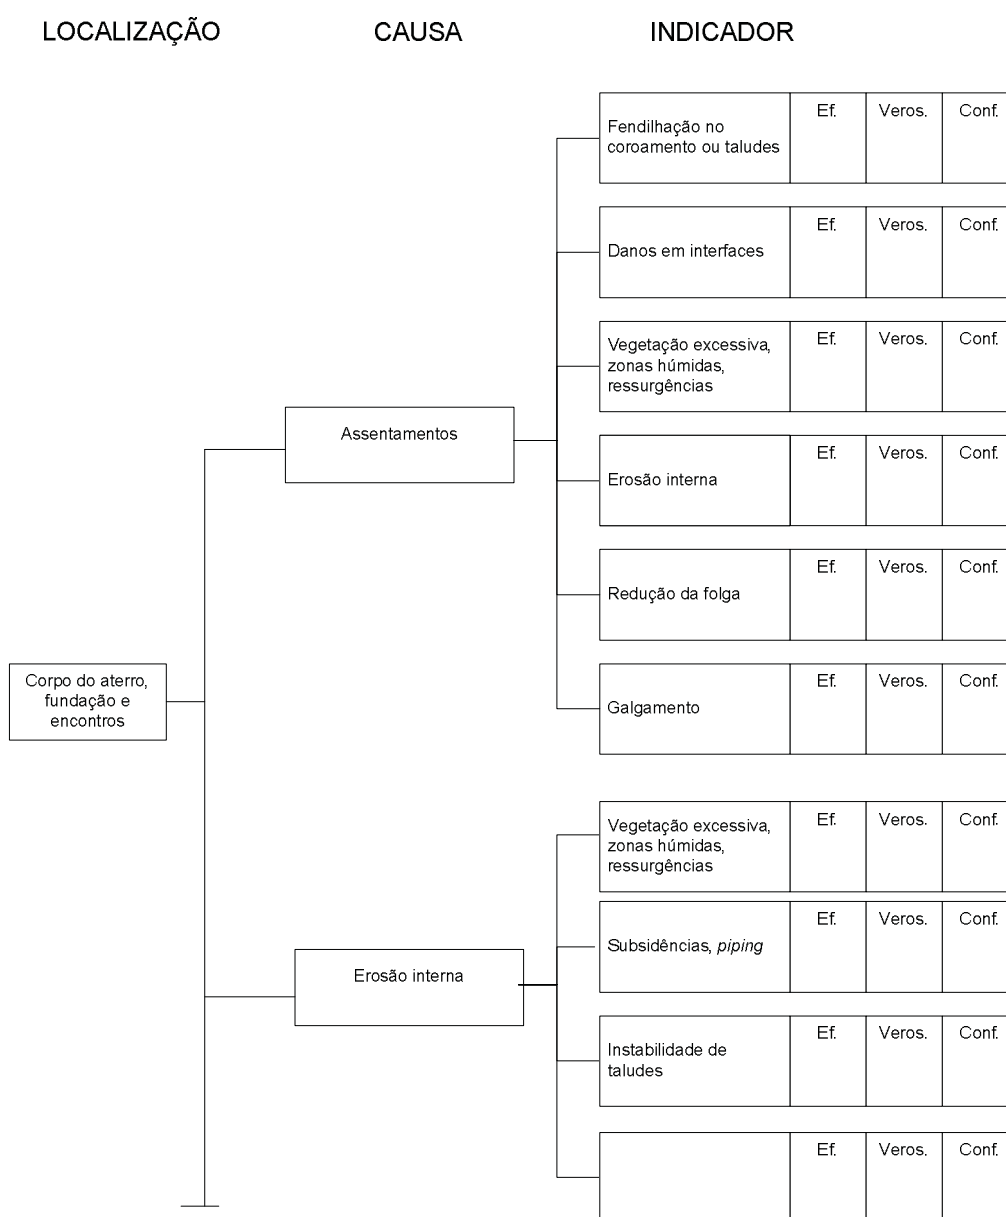 LOCALIZAÇÃO CAUSA INDICADOR
Fendilhação no
coroamento ou taludes
Ef. Veros. Conf.
Danos em interfaces
Ef. Veros. Conf.
Vegetação excessiva,
zonas húmidas,
ressurgências
Ef. Veros. Conf.
Assentamentos
Erosão interna
Ef. Veros. Conf.
Redução da folga
Ef. Veros. Conf.
Corpo do aterro,
fundação e
encontros
Galgamento
Ef. Veros. Conf.
Vegetação excessiva,
zonas húmidas,
ressurgências
Ef. Veros. Conf.
Subsidências, piping
Ef. Veros. Conf.
Erosão interna
Instabilidade de
taludes
Ef. Veros. Conf.
Ef. Veros. Conf.